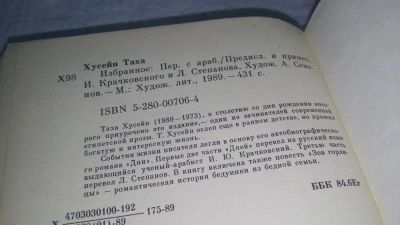 Хусейн Таха
Х98 Избранное: Пер. с араб./Предисл. и примеч.
И. Крачковского и Л. Степанова. Худож. А. Семе-
нов.— М.: Худож. лит., 1989.—431 с.
ISBN 5-280-00706-4
Таха Хусейн (1889—1973), к столетию со дня рождения кото-
рого приурочено это издание,— один из зачинателей современной
египетской прозы. Т. Хусейн ослеп еще в раннем детстве, но прожил
богатую и интересную жизнь.
События жизни писателя легли в основу его автобиографическо-
го романа «Дни». Первые две части «Дней» перевел на русский язык
выдающийся ученый-арабист И. Ю. Крачковский. Третью часть
перевел Л. Степанов. В книгу включена также повесть «Зов горли-
цы» — романтическая история бедуинки из бедной семьи.
Х 4703030100-192 175-89
ББК 84.6Ег